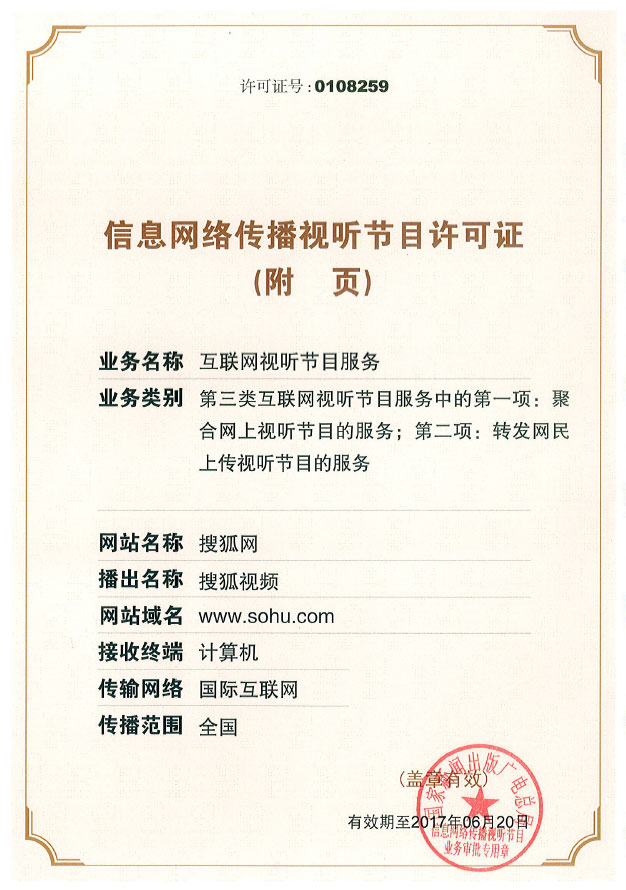 许可证号：0108259
信息网络传播视听节目许可证
(附 页)
业务名称 互联网视听节目服务
业务类别 第三类互联网视听节目服务中的第一项：聚
合网上视听节目的服务；第二项：转发网民
上传视听节目的服务
网站名称 搜狐网
播出名称 搜狐视频
网站域名 www.sohu.com
接收终端 计算机
传输网络 国际互联网
传播范围 全国
(盖章有效)
国家新闻出版广电总局
有效期至2017年06月20日
信息网络传播视听节目
业务审批专用章